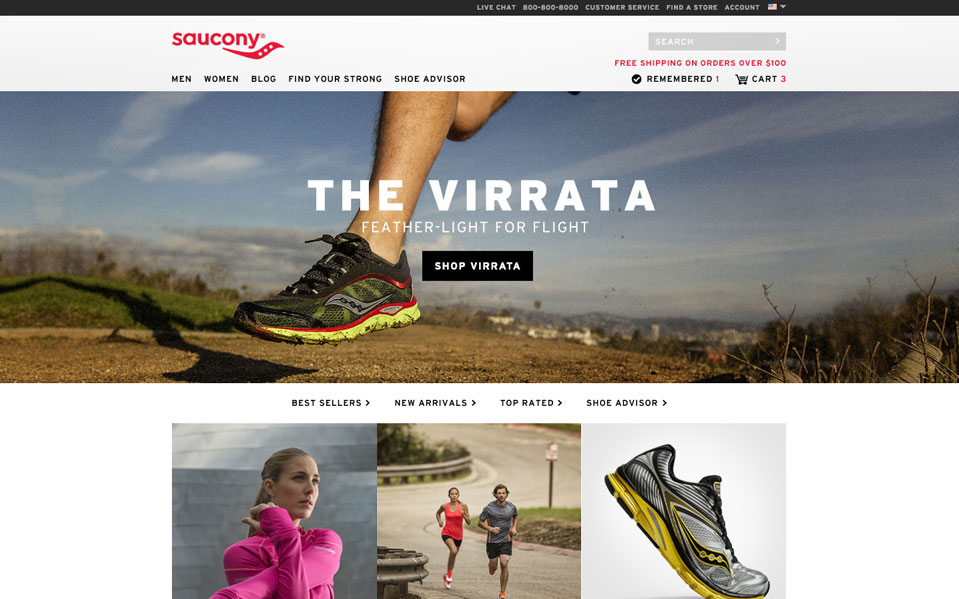 LIVE CHAT 800-800-8000 CUSTOMER SERVICE FIND A STORE ACCOUNT
saucony®
SEARCH
FREE SHIPPING ON ORDERS OVER $100
MEN WOMEN BLOG FIND YOUR STRONG SHOE ADVISOR
REMEMBERED 1 CART 3
THE VIRRATA
FEATHER-LIGHT FOR FLIGHT
SHOP VIRRATA
BEST SELLERS NEW ARRIVALS TOP RATED SHOE ADVISOR